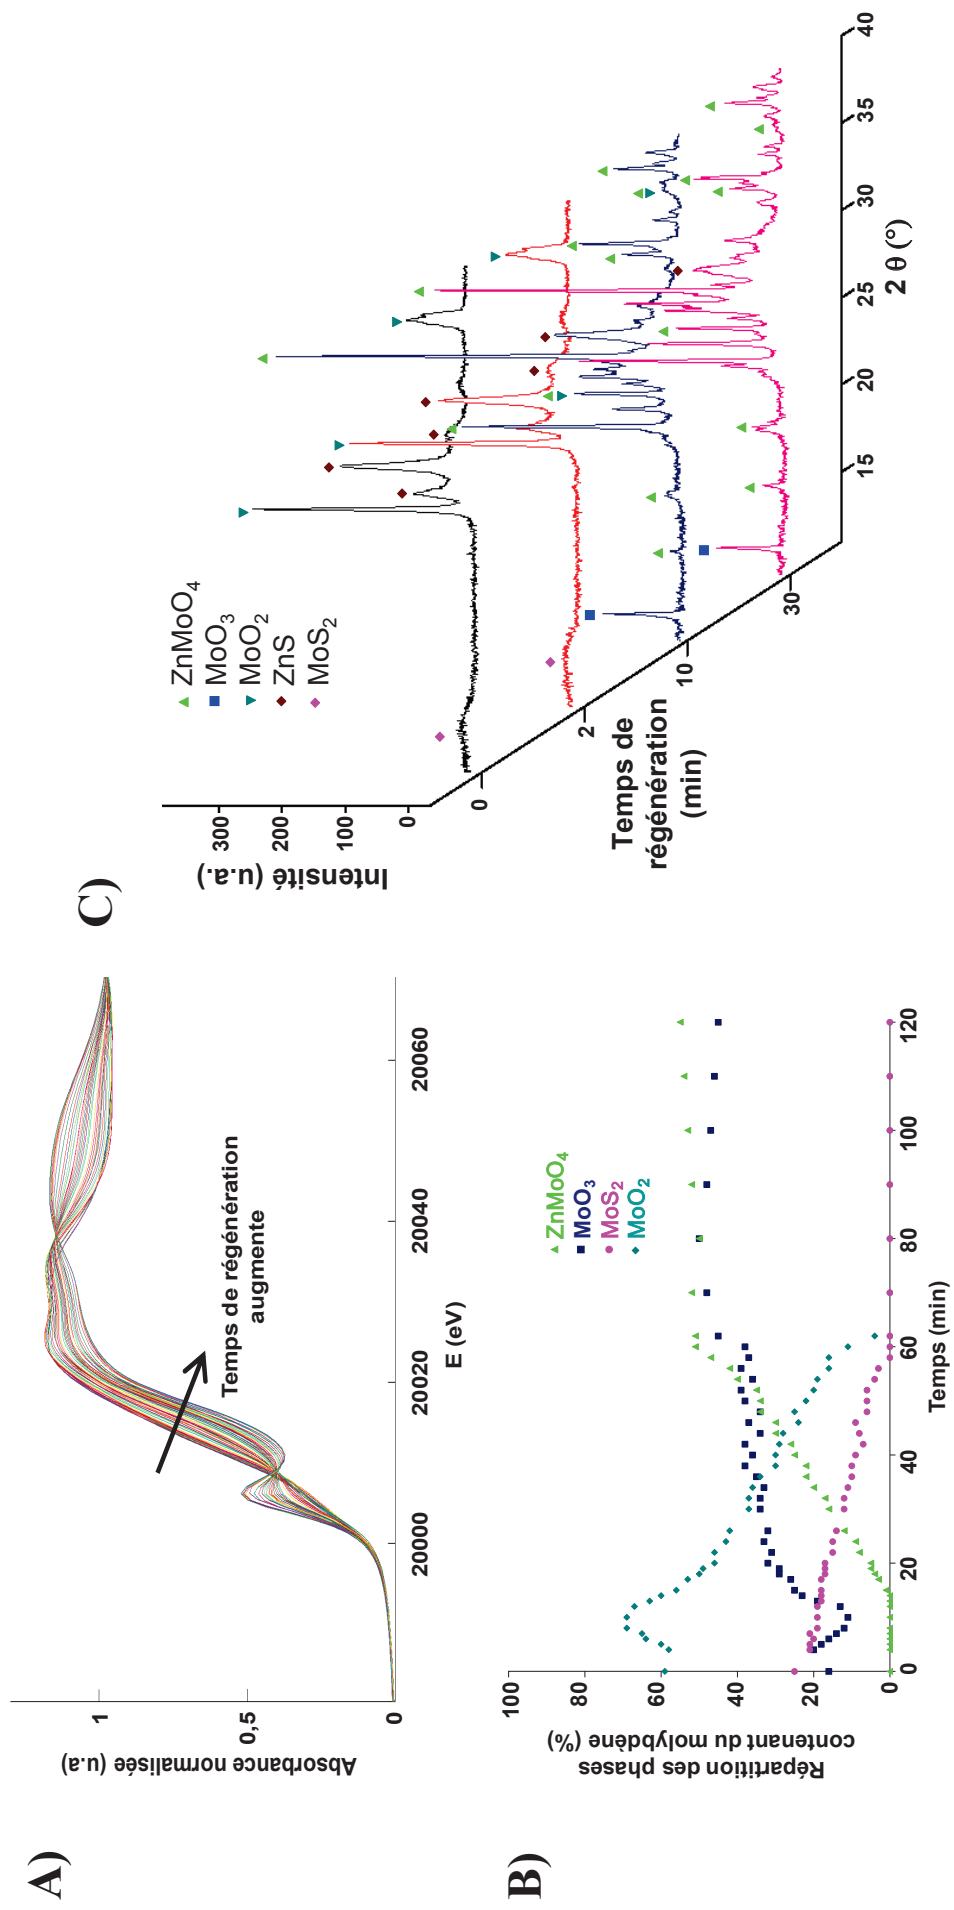 A)
Absorbance normalisée (u.a)
1
0,5
0
20000
20020
20040
20060
E (eV)
Temps de régénération
augmente
B)
Répartition des phases
contenant du molybdène (%)
100
80
60
40
20
0
0
20
40
60
80
100
120
Temps (min)
ZnMoO4
MoO3
MoS2
MoO2
C)
Intensité (u.a.)
300
200
100
0
ZnMoO4
MoO3
MoO2
ZnS
MoS2
0
2
10
30
Temps de
régénération
(min)
15
20
25
30
35
40
2 θ (°)